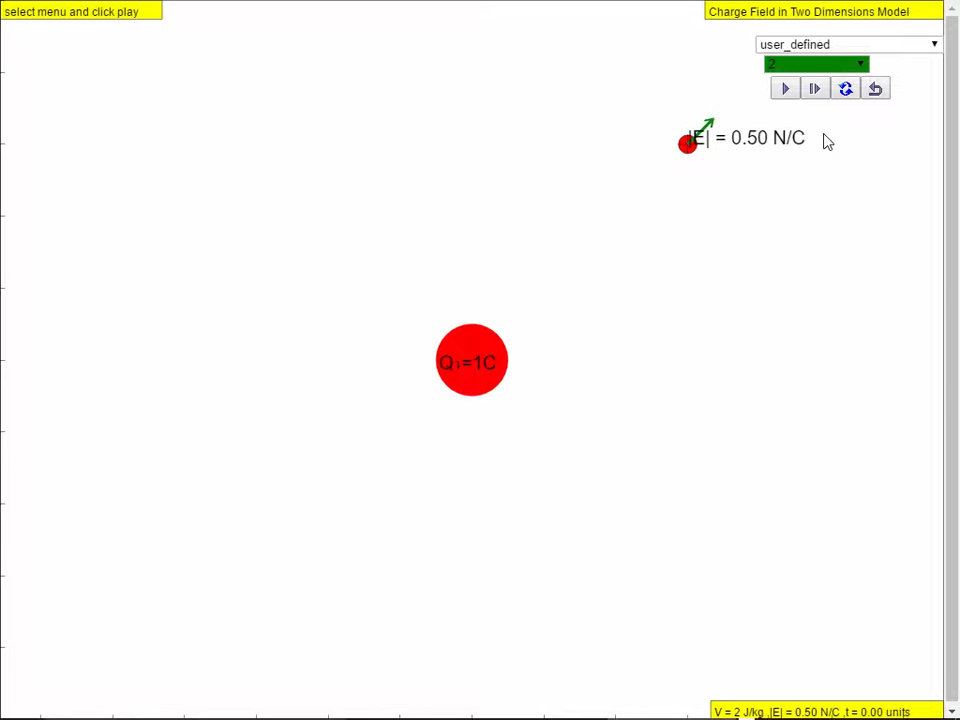 select menu and click play
Charge Field in Two Dimensions Model
user_defined
2
|E| = 0.50 N/C
Q₁=1C
V = 2 J/kg ,|E| = 0.50 N/C ,t = 0.00 units